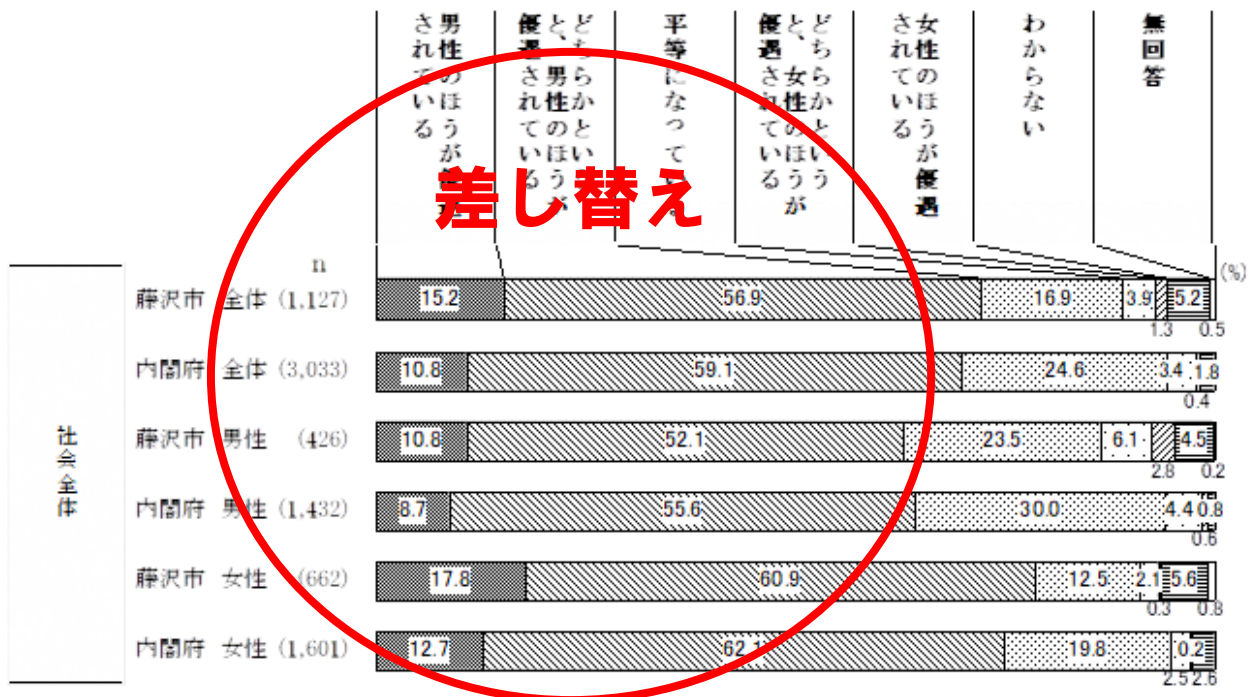 男性のほうが優遇
されている
どちらかという
と、男性のほうが
優遇されている
平等になっている
どちらかという
と、女性のほうが
優遇されている
女性のほうが優遇
されている
わからない
無回答
差し替え
n
(%)
社会全体
藤沢市 全体 (1,127) 15.2 56.9 16.9 3.9 5.2
1.3 0.5
内閣府 全体 (3,033) 10.8 59.1 24.6 3.4 1.8
0.4
藤沢市 男性 (426) 10.8 52.1 23.5 6.1 4.5
2.8 0.2
内閣府 男性 (1,432) 8.7 55.6 30.0 4.4 0.8
0.6
藤沢市 女性 (662) 17.8 60.9 12.5 2.1 5.6
0.3 0.8
内閣府 女性 (1,601) 12.7 62.1 19.8 0.2
2.5 2.6